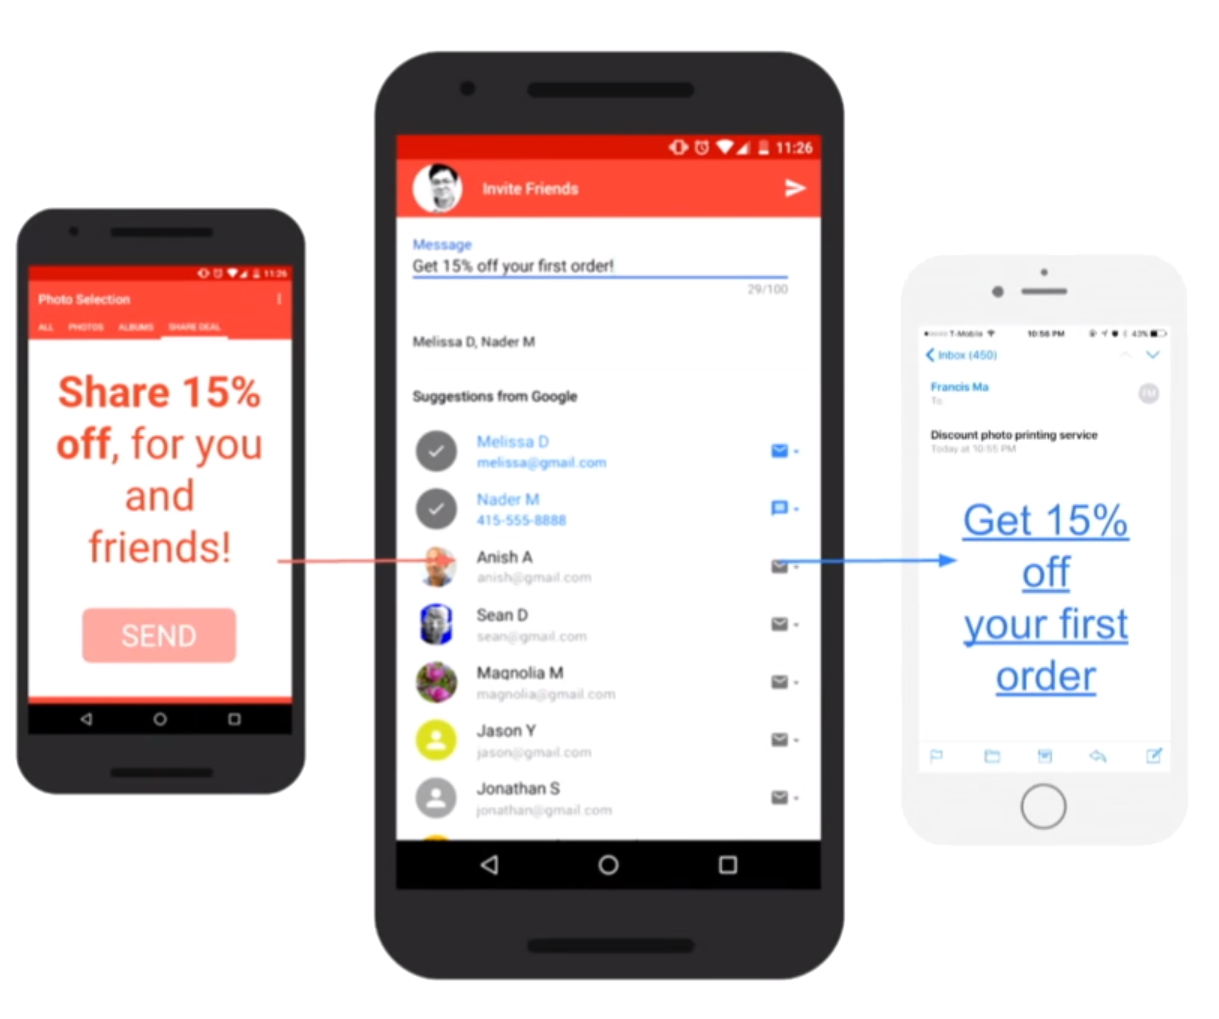 11:26
Photo Selection
ALL PHOTOS ALBUMS SHARE DEAL
Share 15%
off, for you
and
friends!
SEND
11:26
Invite Friends
Message
Get 15% off your first order!
29/100
Melissa D, Nader M
Suggestions from Google
Melissa D
melissa@gmail.com
Nader M
415-555-8888
Anish A
anish@gmail.com
Sean D
sean@gmail.com
Magnolia M
magnolia@gmail.com
Jason Y
jason@gmail.com
Jonathan S
jonathan@gmail.com
T-Mobile 10:56 PM 43%
Inbox (450)
Francis Ma
FM
To
Discount photo printing service
Today at 10:55 PM
Get 15%
off
your first
order